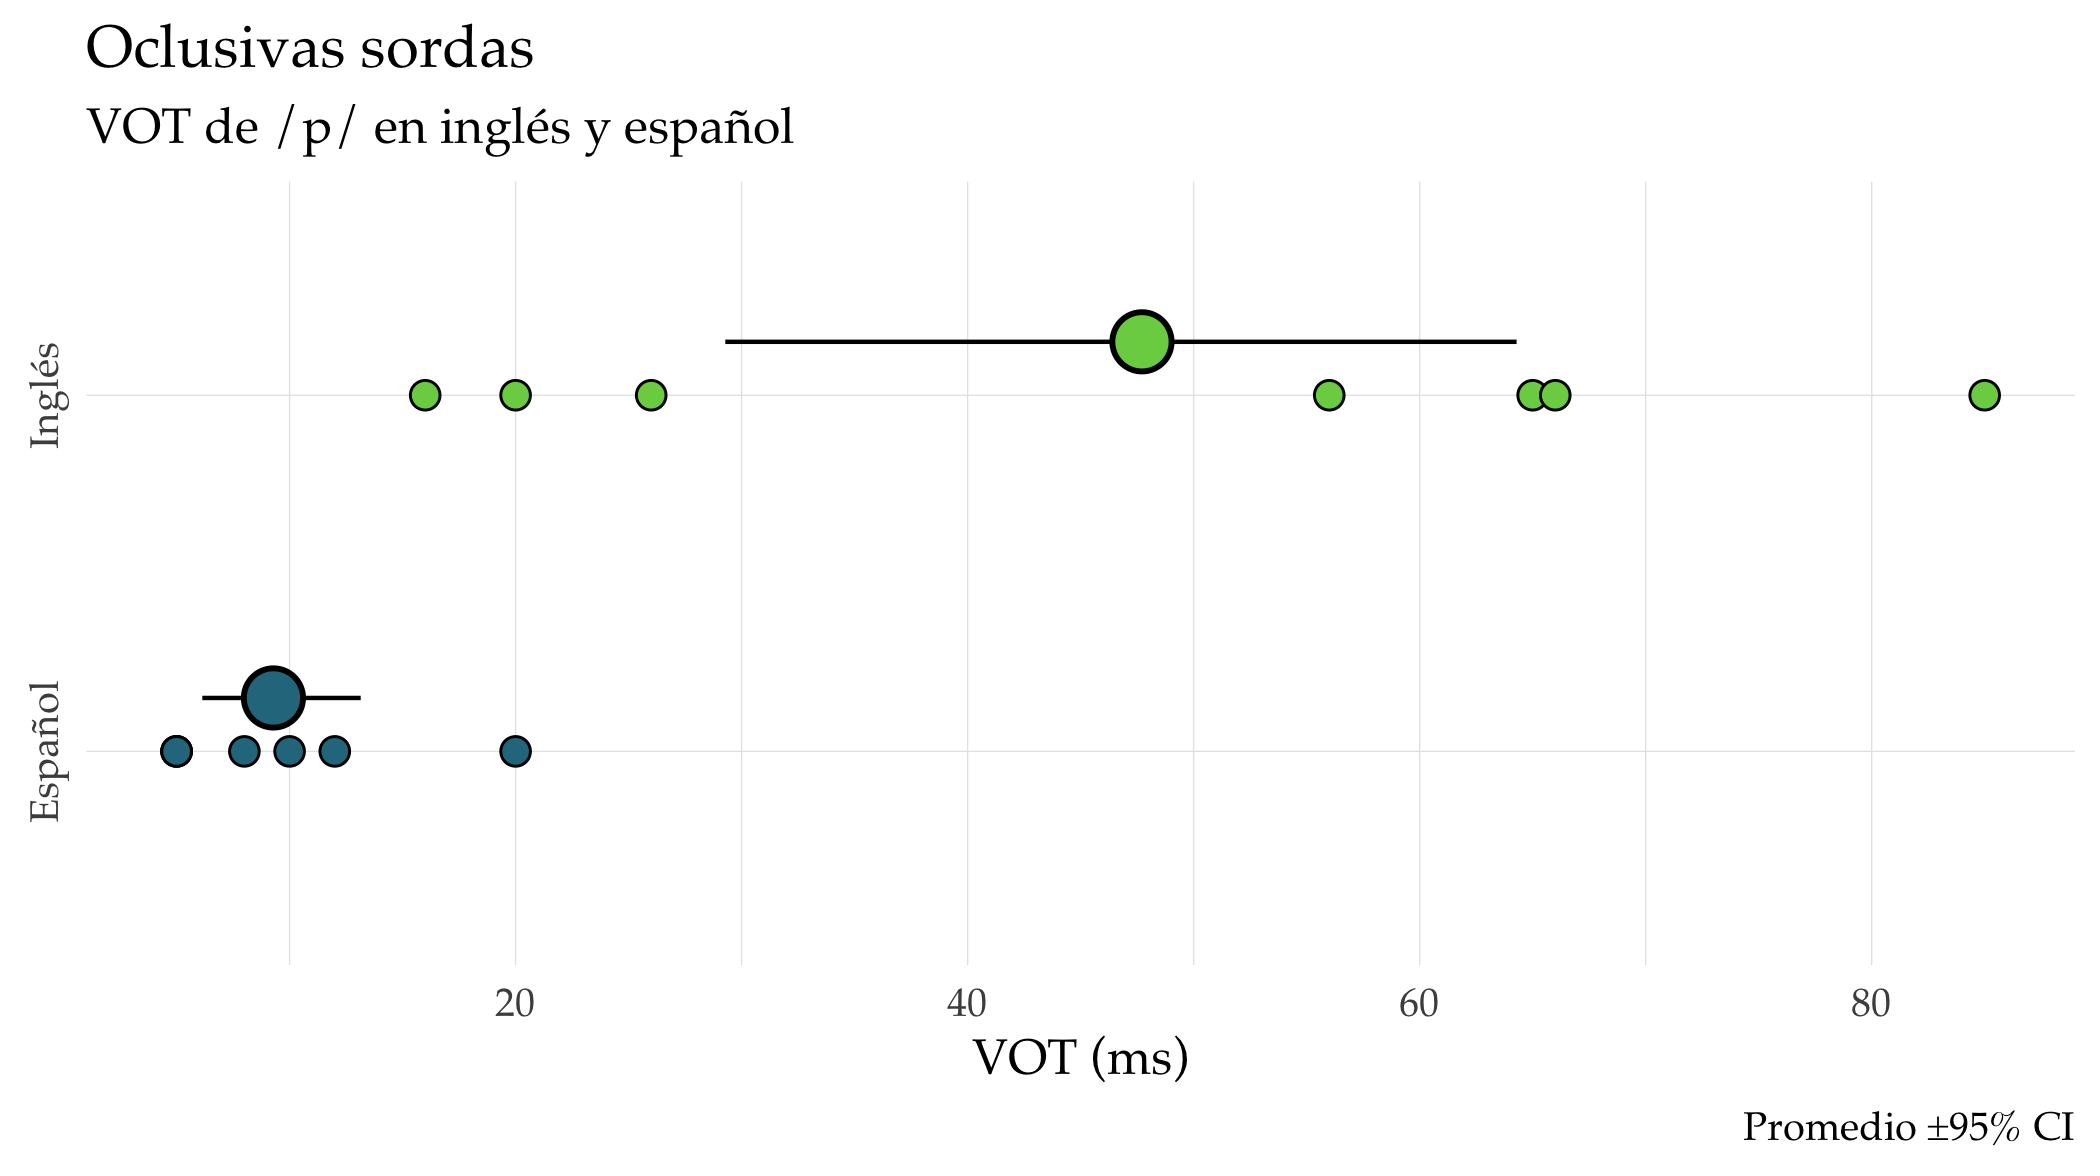 Oclusivas sordas
VOT de /p/ en inglés y español
Inglés
Español
20 40 60 80
VOT (ms)
Promedio ±95% CI